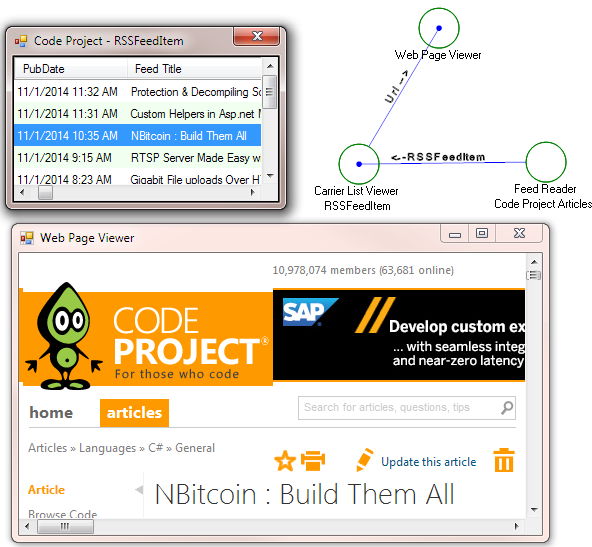 Code Project - RSSFeedItem
PubDate Feed Title
11/1/2014 11:32 AM Protection & Decompiling
11/1/2014 11:31 AM Custom Helpers in Asp.net
11/1/2014 10:35 AM NBitcoin : Build Them All
11/1/2014 9:15 AM RTSP Server Made Easy
11/1/2014 8:23 AM Gigabit File uploads Over
Web Page Viewer
Url -->
<--RSSFeedItem
Carrier List Viewer
RSSFeedItem
Feed Reader
Code Project Articles
Web Page Viewer
10,978,074 members (63,681 online)
CODE
PROJECT®
For those who code
SAP
Develop custom ex
... with seamless integ
and near-zero latency
home articles
Search for articles, questions, tips
Articles » Languages » C# » General
Update this article
Article
NBitcoin : Build Them All
Browse Code